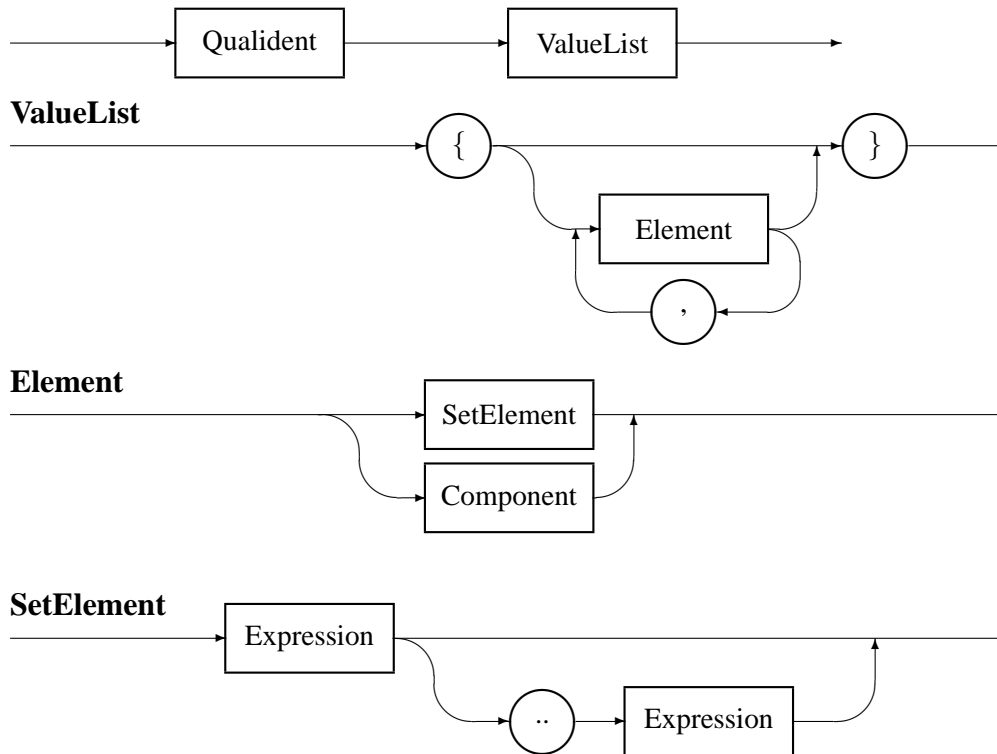 Qualident ValueList
ValueList
{ }
Element
,
Element
SetElement
Component
SetElement
Expression
.. Expression